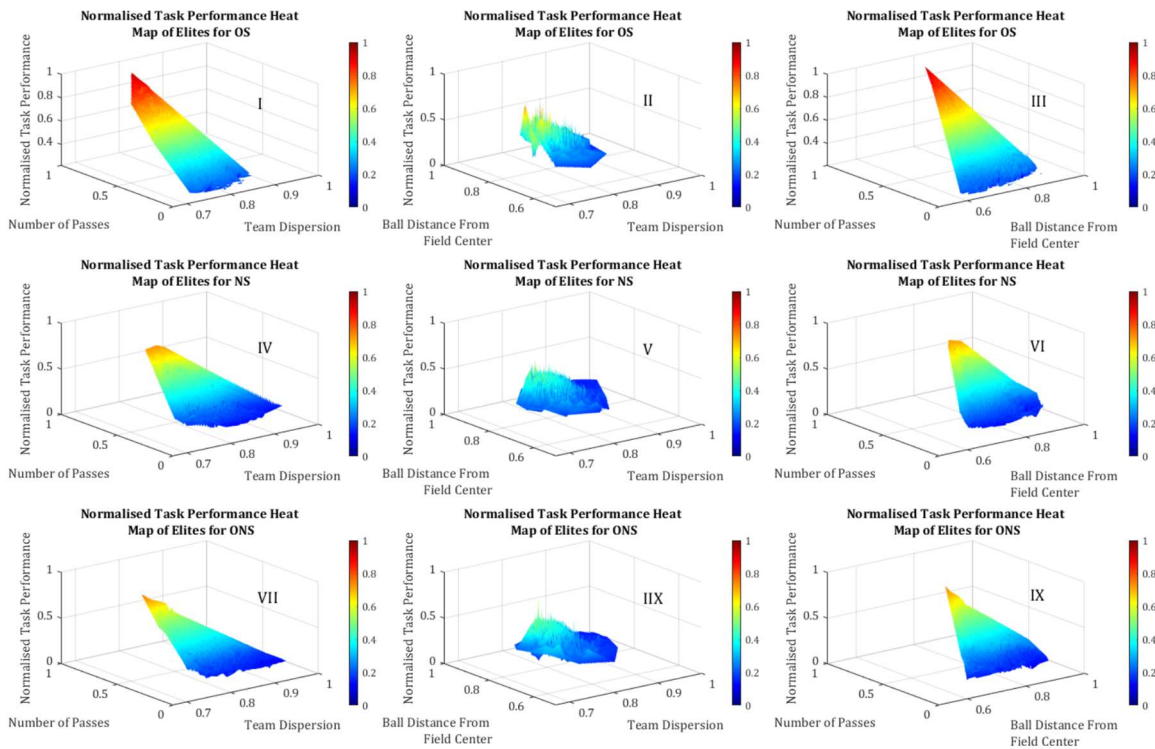 Normalised Task Performance Heat
Map of Elites for OS
Normalised Task Performance
1
0.8
0.6
0.4
1
0.5
0
Number of Passes
0.7
0.8
0.9
1
Team Dispersion
I
1
0.8
0.6
0.4
0.2
0
Normalised Task Performance Heat
Map of Elites for OS
Normalised Task Performance
1
0.5
0
1
0.8
0.6
Ball Distance From
Field Center
0.7
0.8
0.9
1
Team Dispersion
II
1
0.8
0.6
0.4
0.2
0
Normalised Task Performance Heat
Map of Elites for OS
Normalised Task Performance
1
0.8
0.6
0.4
1
0.5
0
Number of Passes
0.6
0.8
1
Ball Distance From
Field Center
III
1
0.8
0.6
0.4
0.2
0
Normalised Task Performance Heat
Map of Elites for NS
Normalised Task Performance
1
0.5
0
1
0.5
0
Number of Passes
0.7
0.8
0.9
1
Team Dispersion
IV
1
0.8
0.6
0.4
0.2
0
Normalised Task Performance Heat
Map of Elites for NS
Normalised Task Performance
1
0.5
0
1
0.8
0.6
Ball Distance From
Field Center
0.7
0.8
0.9
1
Team Dispersion
V
1
0.8
0.6
0.4
0.2
0
Normalised Task Performance Heat
Map of Elites for NS
Normalised Task Performance
1
0.5
0
1
0.5
0
Number of Passes
0.6
0.8
1
Ball Distance From
Field Center
VI
1
0.8
0.6
0.4
0.2
0
Normalised Task Performance Heat
Map of Elites for ONS
Normalised Task Performance
1
0.5
0
1
0.5
0
Number of Passes
0.7
0.8
0.9
1
Team Dispersion
VII
1
0.8
0.6
0.4
0.2
0
Normalised Task Performance Heat
Map of Elites for ONS
Normalised Task Performance
1
0.5
0
1
0.8
0.6
Ball Distance From
Field Center
0.7
0.8
0.9
1
Team Dispersion
IIX
1
0.8
0.6
0.4
0.2
0
Normalised Task Performance Heat
Map of Elites for ONS
Normalised Task Performance
1
0.5
0
1
0.5
0
Number of Passes
0.6
0.8
1
Ball Distance From
Field Center
IX
1
0.8
0.6
0.4
0.2
0